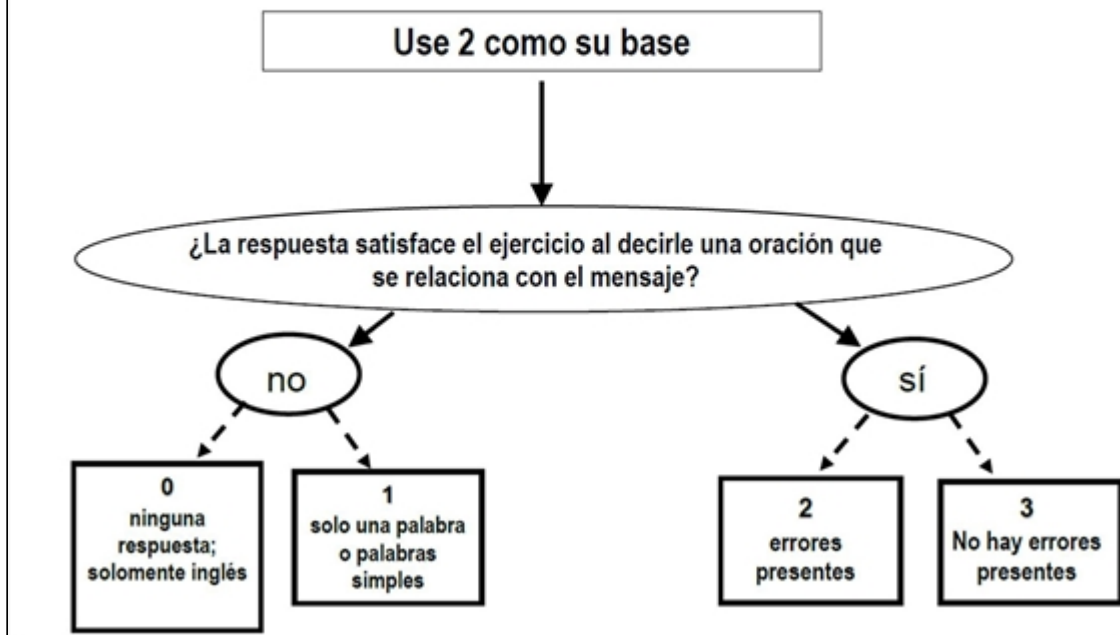 Use 2 como su base
¿La respuesta satisface el ejercicio al decirle una oración que
se relaciona con el mensaje?
no
sí
0
ninguna
respuesta;
solomente inglés
1
solo una palabra
o palabras
simples
2
errores
presentes
3
No hay errores
presentes